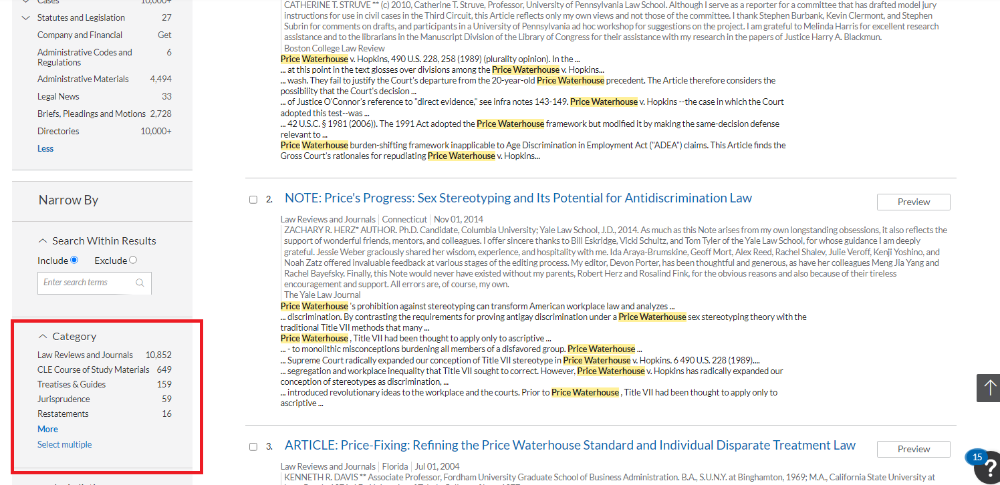 Cases 10,000+
Statutes and Legislation 27
Company and Financial Get
Administrative Codes and
Regulations 6
Administrative Materials 4,494
Legal News 33
Briefs, Pleadings and Motions 2,728
Directories 10,000+
Less
Narrow By
Search Within Results
Include Exclude
Enter search terms
Category
Law Reviews and Journals 10,852
CLE Course of Study Materials 649
Treatises & Guides 159
Jurisprudence 59
Restatements 16
More
Select multiple
CATHERINE T. STRUVE ** (c) 2010, Catherine T. Struve, Professor, University of Pennsylvania Law School. Although I serve as a reporter for a committee that has drafted model jury
instructions for use in civil cases in the Third Circuit, this Article reflects only my own views and not those of the committee. I thank Stephen Burbank, Kevin Clermont, and Stephen
Subrin for comments on drafts, and participants in a University of Pennsylvania ad hoc workshop for suggestions on the project. I am grateful to Melinda Harris for excellent research
assistance and to the librarians in the Manuscript Division of the Library of Congress for their assistance with my research in the papers of Justice Harry A. Blackmun.
Boston College Law Review
Price Waterhouse v. Hopkins, 490 U.S. 228, 258 (1989) (plurality opinion). In the ...
... at this point in the text glosses over divisions among the Price Waterhouse v. Hopkins...
... wash. They fail to justify the Court's departure from the 20-year-old Price Waterhouse precedent. The Article therefore considers the
possibility that the Court's decision ...
... of Justice O'Connor's reference to "direct evidence," see infra notes 143-149. Price Waterhouse v. Hopkins --the case in which the Court
adopted this test--was ...
... 42 U.S.C. § 1981 (2006)). The 1991 Act adopted the Price Waterhouse framework but modified it by making the same-decision defense
relevant to ...
Price Waterhouse burden-shifting framework inapplicable to Age Discrimination in Employment Act ("ADEA") claims. This Article finds the
Gross Court's rationales for repudiating Price Waterhouse v. Hopkins...
2. NOTE: Price's Progress: Sex Stereotyping and Its Potential for Antidiscrimination Law
Preview
Law Reviews and Journals | Connecticut | Nov 01, 2014
ZACHARY R. HERZ* AUTHOR. Ph.D. Candidate, Columbia University; Yale Law School, J.D., 2014. As much as this Note arises from my own longstanding obsessions, it also reflects the
support of wonderful friends, mentors, and colleagues. I offer sincere thanks to Bill Eskridge, Vicki Schultz, and Tom Tyler of the Yale Law School, for whose guidance I am deeply
grateful. Jessie Weber graciously shared her wisdom, experience, and hospitality with me. Ida Araya-Brumskine, Geoff Mort, Alex Reed, Rachel Shalev, Julie Veroff, Kenji Yoshino, and
Noah Zatz offered invaluable feedback at various stages of the editing process. My editor, Devon Porter, has been thoughtful and generous, as have her colleagues Meng Jia Yang and
Rachel Bayefsky. Finally, this Note would never have existed without my parents, Robert Herz and Rosalind Fink, for the obvious reasons and also because of their tireless
encouragement and support. All errors are, of course, my own.
The Yale Law Journal
Price Waterhouse 's prohibition against stereotyping can transform American workplace law and analyzes ...
... discrimination. By contrasting the requirements for proving antigay discrimination under a Price Waterhouse sex stereotyping theory with the
traditional Title VII methods that many ...
Price Waterhouse , Title VII had been thought to apply only to ascriptive ...
... - to monolithic misconceptions burdening all members of a disfavored group. Price Waterhouse ...
... Supreme Court radically expanded our conception of Title VII stereotype in Price Waterhouse v. Hopkins. 6 490 U.S. 228 (1989)....
... segregation and workplace inequality that Title VII sought to correct. However, Price Waterhouse v. Hopkins has radically expanded our
conception of stereotypes as discrimination, ...
... introduced revolutionary ideas to the workplace and the courts. Prior to Price Waterhouse , Title VII had been thought to apply only to
ascriptive ...
3. ARTICLE: Price-Fixing: Refining the Price Waterhouse Standard and Individual Disparate Treatment Law
Preview
Law Reviews and Journals | Florida | Jul 01, 2004
KENNETH R. DAVIS ** Associate Professor, Fordham University Graduate School of Business Administration. B.A., S.U.N.Y. at Binghamton, 1969; M.A., California State University at
15
?